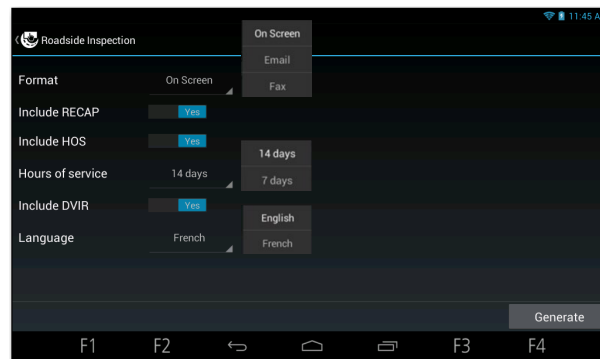 11:45 A
Roadside Inspection
On Screen
Email
Fax
Format On Screen
Include RECAP Yes
Include HOS Yes
14 days
7 days
Hours of service 14 days
Include DVIR Yes
English
French
Language French
Generate
F1 F2 F3 F4